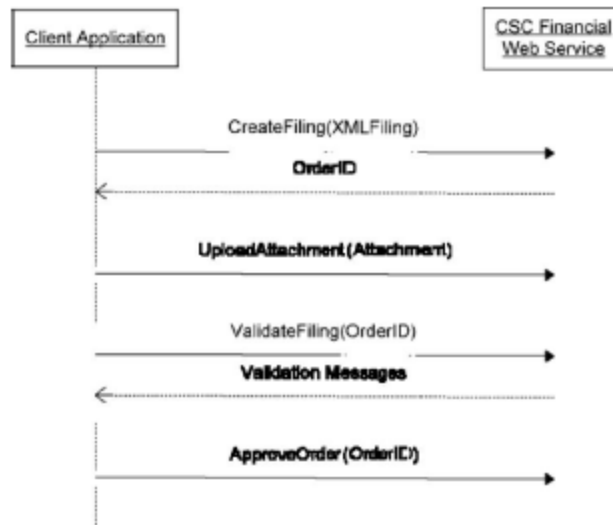 Client Application
CSC Financial
Web Service
CreateFiling(XMLFiling)
OrderID
UploadAttachment(Attachment)
ValidateFiling(OrderID)
Validation Messages
ApproveOrder(OrderID)